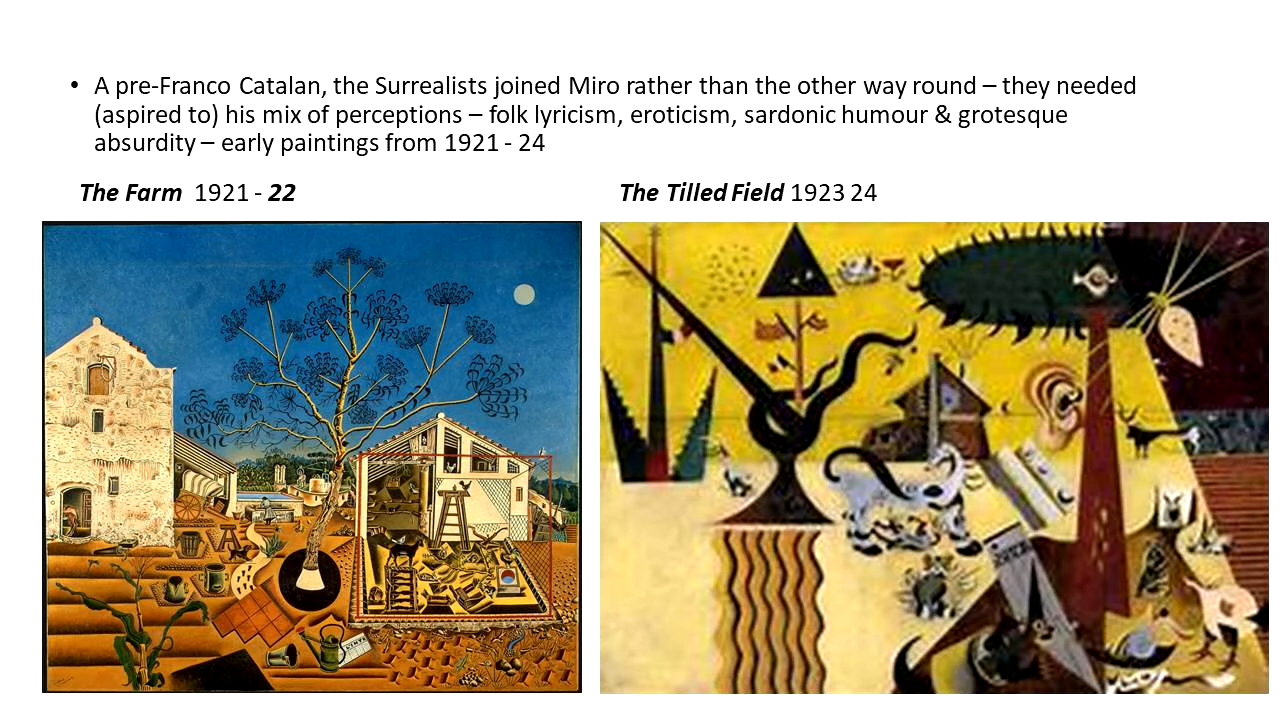 • A pre-Franco Catalan, the Surrealists joined Miro rather than the other way round – they needed
(aspired to) his mix of perceptions – folk lyricism, eroticism, sardonic humour & grotesque
absurdity – early paintings from 1921 - 24
The Farm 1921 - 22
The Tilled Field 1923 24